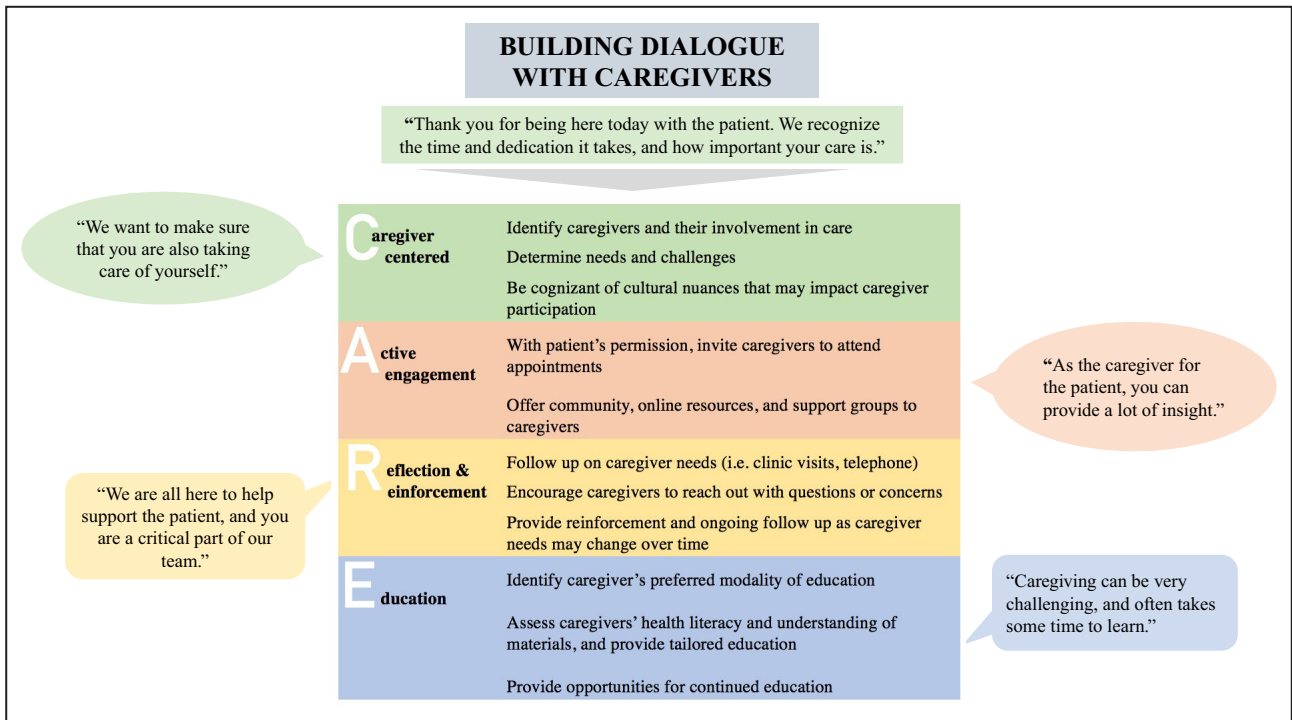 BUILDING DIALOGUE
WITH CAREGIVERS
“Thank you for being here today with the patient. We recognize
the time and dedication it takes, and how important your care is.”
“We want to make sure
that you are also taking
care of yourself.”
Caregiver
centered
Identify caregivers and their involvement in care
Determine needs and challenges
Be cognizant of cultural nuances that may impact caregiver
participation
Active
engagement
With patient’s permission, invite caregivers to attend
appointments
Offer community, online resources, and support groups to
caregivers
“As the caregiver for
the patient, you can
provide a lot of insight.”
Reflection &
einforcement
Follow up on caregiver needs (i.e. clinic visits, telephone)
Encourage caregivers to reach out with questions or concerns
Provide reinforcement and ongoing follow up as caregiver
needs may change over time
“We are all here to help
support the patient, and you
are a critical part of our
team.”
Education
Identify caregiver’s preferred modality of education
Assess caregivers’ health literacy and understanding of
materials, and provide tailored education
Provide opportunities for continued education
“Caregiving can be very
challenging, and often takes
some time to learn.”